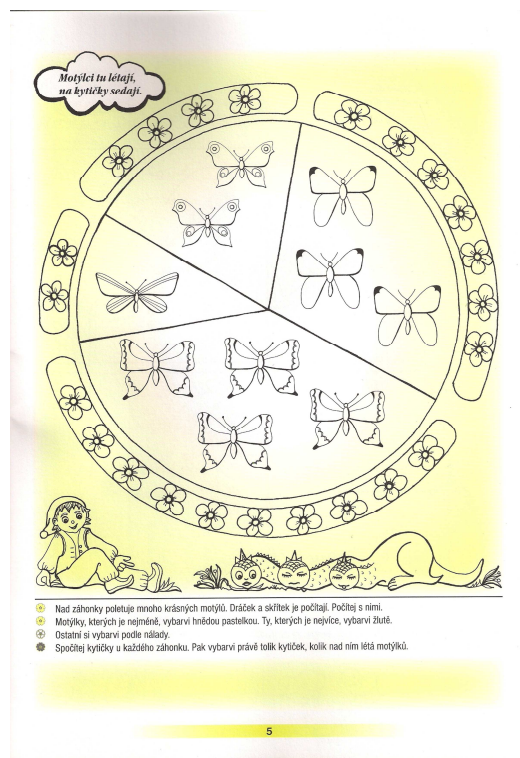 Motýlci tu létají,
na kytičky sedají.
Nad záhonky poletuje mnoho krásných motýlů. Dráček a skřítek je počítají. Počítej s nimi.
Motýlky, kterých je nejméně, vybarvi hnědou pastelkou. Ty, kterých je nejvíce, vybarvi žlutě.
Ostatní si vybarvi podle nálady.
Spočítej kytičky u každého záhonku. Pak vybarvi právě tolik kytiček, kolik nad ním létá motýlků.
5